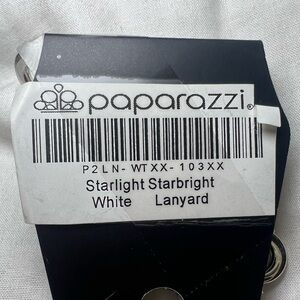 paparazzi®
P2LN-WTXX-103XX
Starlight Starbright
White Lanyard